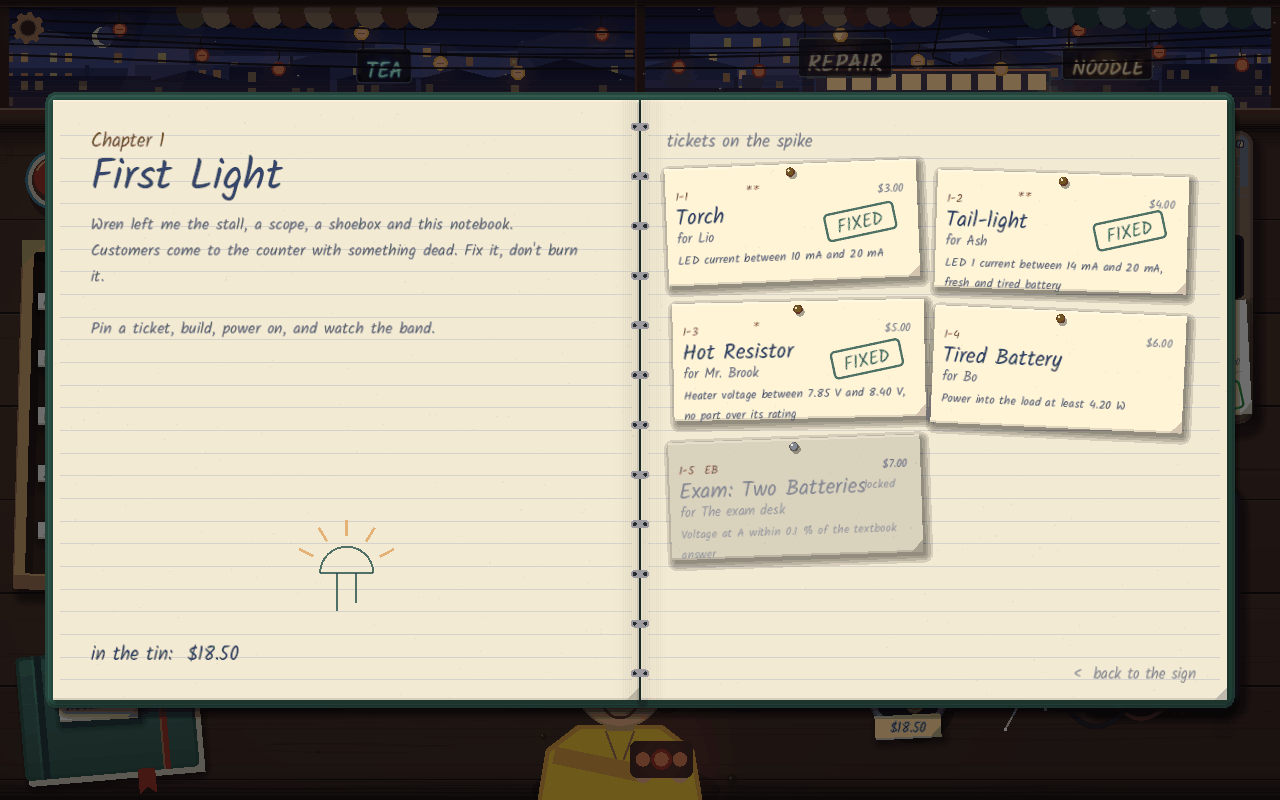 TEA
REPAIR
NOODLE
Chapter 1
First Light
Wren left me the stall, a scope, a shoebox and this notebook.
Customers come to the counter with something dead. Fix it, don't burn
it.
Pin a ticket, build, power on, and watch the band.
in the tin: $18.50
tickets on the spike
1-1 ** $3.00
Torch
FIXED
for Lio
LED current between 10 mA and 20 mA
1-2 ** $4.00
Tail-light
FIXED
for Ash
LED 1 current between 14 mA and 20 mA,
fresh and tired battery
1-3 * $5.00
Hot Resistor
FIXED
for Mr. Brook
Heater voltage between 7.85 V and 8.40 V,
no part over its rating
1-4 $6.00
Tired Battery
for Bo
Power into the load at least 4.20 W
1-5 EB $7.00
Exam: Two Batteries locked
for The exam desk
Voltage at A within 0.1 % of the textbook
answer
< back to the sign
$18.50